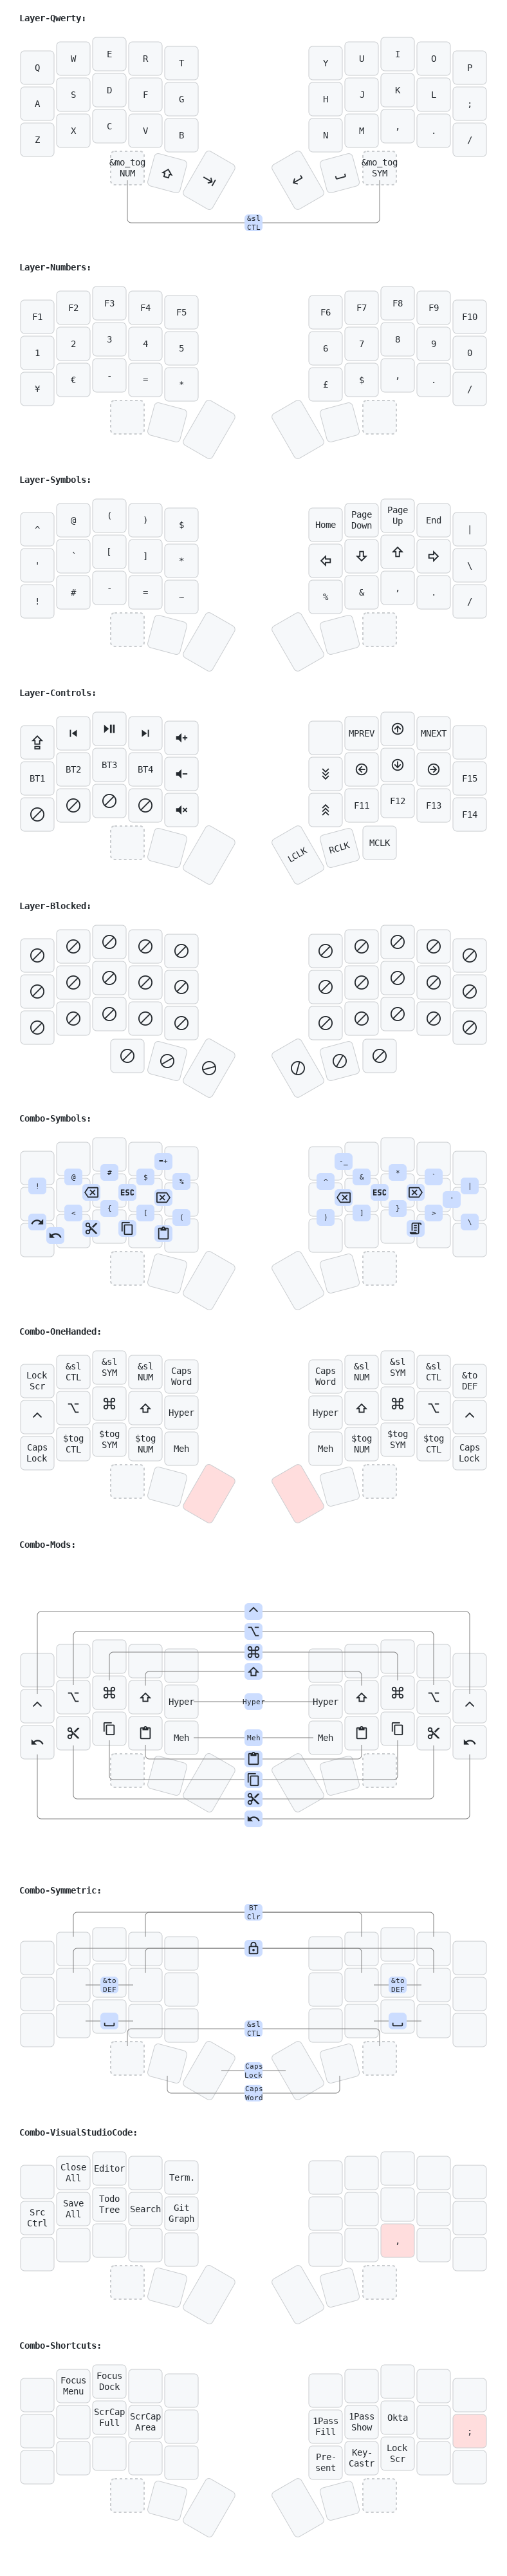 Layer-Qwerty:
Q W E R T Y U I O P
A S D F G H J K L ;
Z X C V B N M , . /
&mo_tog &mo_tog
NUM SYM
&sl
CTL
Layer-Numbers:
F1 F2 F3 F4 F5 F6 F7 F8 F9 F10
1 2 3 4 5 6 7 8 9 0
¥ € - = * £ $ , . /
Layer-Symbols:
^ @ ( ) $ Home Page Down Page Up End |
' ` [ ] * \
! # - = ~ % & , . /
Layer-Controls:
MPREV MNEXT
BT1 BT2 BT3 BT4 F15
F11 F12 F13 F14
LCLK RCLK MCLK
Layer-Blocked:
Combo-Symbols:
=+ -_
! @ # $ % ^ & * ` |
ESC ESC '
< { [ ( ) ] } > \
Combo-OneHanded:
Lock Scr &sl CTL &sl SYM &sl NUM Caps Word Caps Word &sl NUM &sl SYM &sl CTL &to DEF
Hyper Hyper
Caps Lock $tog CTL $tog SYM $tog NUM Meh Meh $tog NUM $tog SYM $tog CTL Caps Lock
Combo-Mods:
Hyper Hyper Hyper
Meh Meh Meh
Combo-Symmetric:
BT
Clr
&to &to
DEF DEF
&sl
CTL
Caps
Lock
Caps
Word
Combo-VisualStudioCode:
Close All Editor Term.
Src Ctrl Save All Todo Tree Search Git Graph
,
Combo-Shortcuts:
Focus Menu Focus Dock
ScrCap Full ScrCap Area 1Pass Fill 1Pass Show Okta ;
Pre- sent Key- Castr Lock Scr